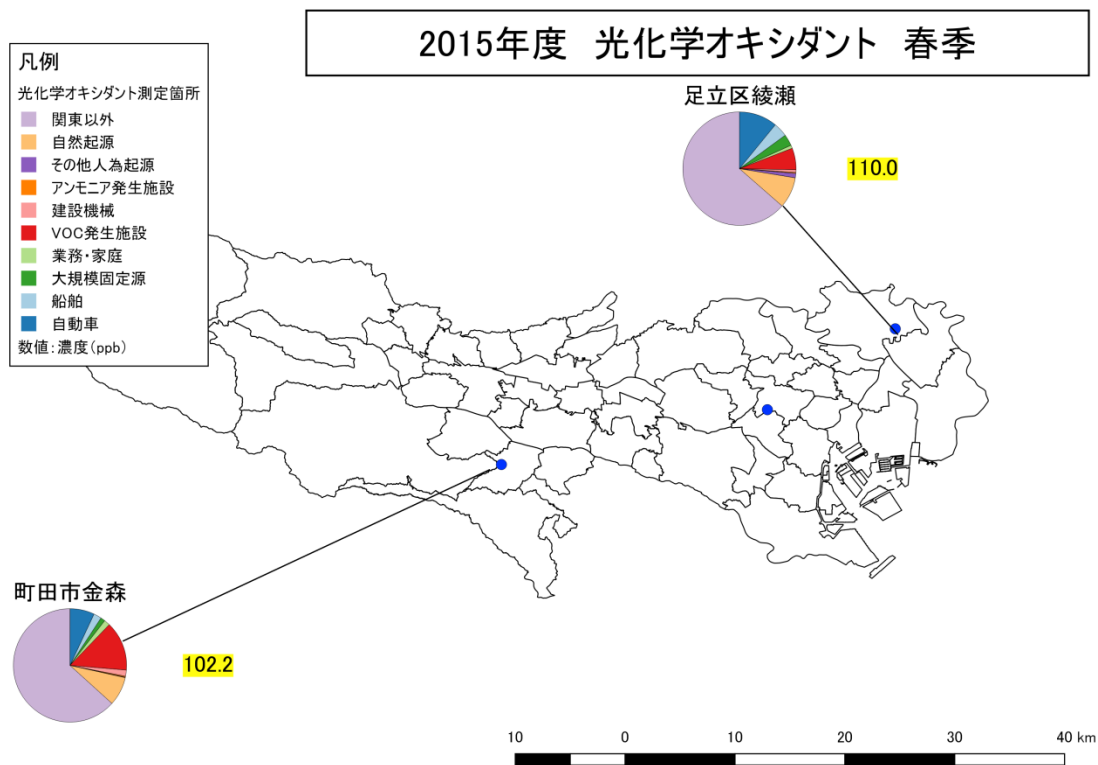 2015年度 光化学オキシダント 春季
凡例
光化学オキシダント測定箇所
関東以外
自然起源
その他人為起源
アンモニア発生施設
建設機械
VOC発生施設
業務・家庭
大規模固定源
船舶
自動車
数値:濃度(ppb)
足立区綾瀬
110.0
町田市金森
102.2
10 0 10 20 30 40 km